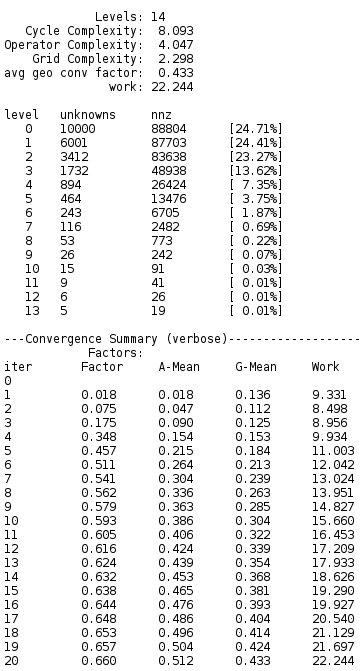 Levels: 14
Cycle Complexity: 8.093
Operator Complexity: 4.047
Grid Complexity: 2.298
avg geo conv factor: 0.433
work: 22.244
level unknowns nnz
0 10000 88804 [24.71%]
1 6001 87703 [24.41%]
2 3412 83638 [23.27%]
3 1732 48938 [13.62%]
4 894 26424 [ 7.35%]
5 464 13476 [ 3.75%]
6 243 6705 [ 1.87%]
7 116 2482 [ 0.69%]
8 53 773 [ 0.22%]
9 26 242 [ 0.07%]
10 15 91 [ 0.03%]
11 9 41 [ 0.01%]
12 6 26 [ 0.01%]
13 5 19 [ 0.01%]
---Convergence Summary (verbose)-------------------
Factors:
iter Factor A-Mean G-Mean Work
0
1 0.018 0.018 0.136 9.331
2 0.075 0.047 0.112 8.498
3 0.175 0.090 0.125 8.956
4 0.348 0.154 0.153 9.934
5 0.457 0.215 0.184 11.003
6 0.511 0.264 0.213 12.042
7 0.541 0.304 0.239 13.024
8 0.562 0.336 0.263 13.951
9 0.579 0.363 0.285 14.827
10 0.593 0.386 0.304 15.660
11 0.605 0.406 0.322 16.453
12 0.616 0.424 0.339 17.209
13 0.624 0.439 0.354 17.933
14 0.632 0.453 0.368 18.626
15 0.638 0.465 0.381 19.290
16 0.644 0.476 0.393 19.927
17 0.648 0.486 0.404 20.540
18 0.653 0.496 0.414 21.129
19 0.657 0.504 0.424 21.697
20 0.660 0.512 0.433 22.244